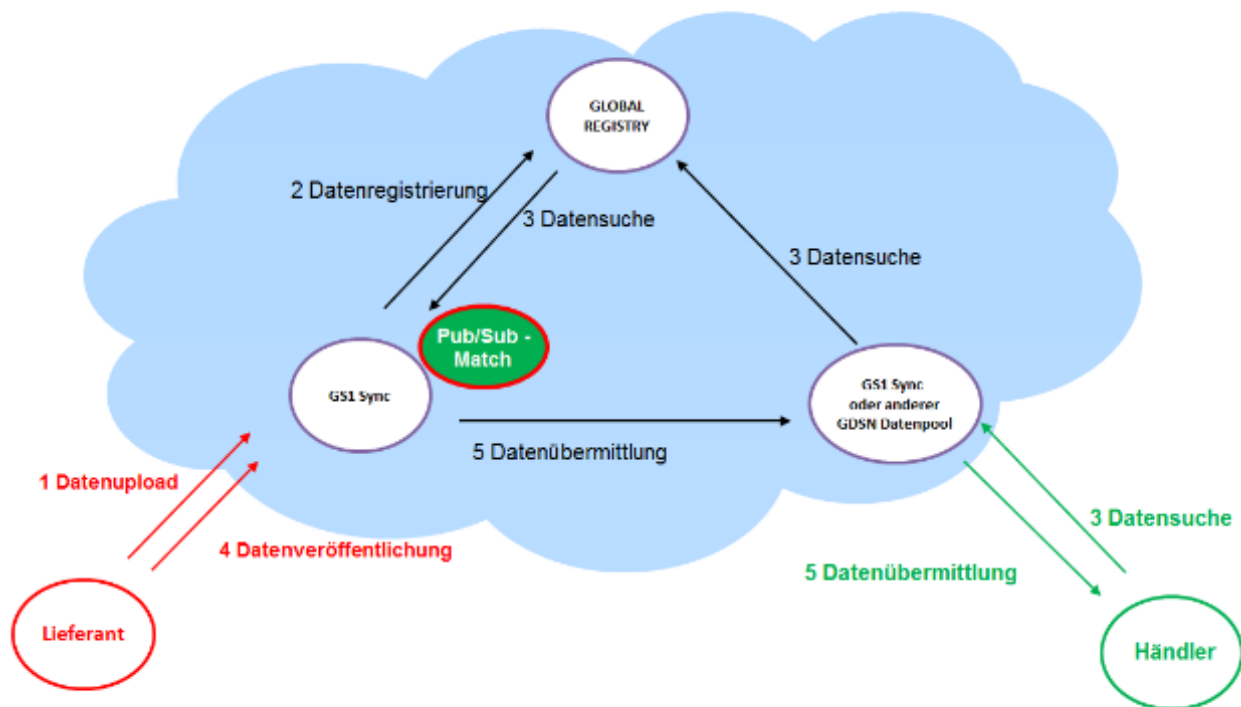 GLOBAL
REGISTRY
2 Datenregistrierung
3 Datensuche
3 Datensuche
Pub/Sub -
Match
GS1 Sync
GS1 Sync
oder anderer
GDSN Datenpool
5 Datenübermittlung
1 Datenupload
4 Datenveröffentlichung
3 Datensuche
5 Datenübermittlung
Lieferant
Händler